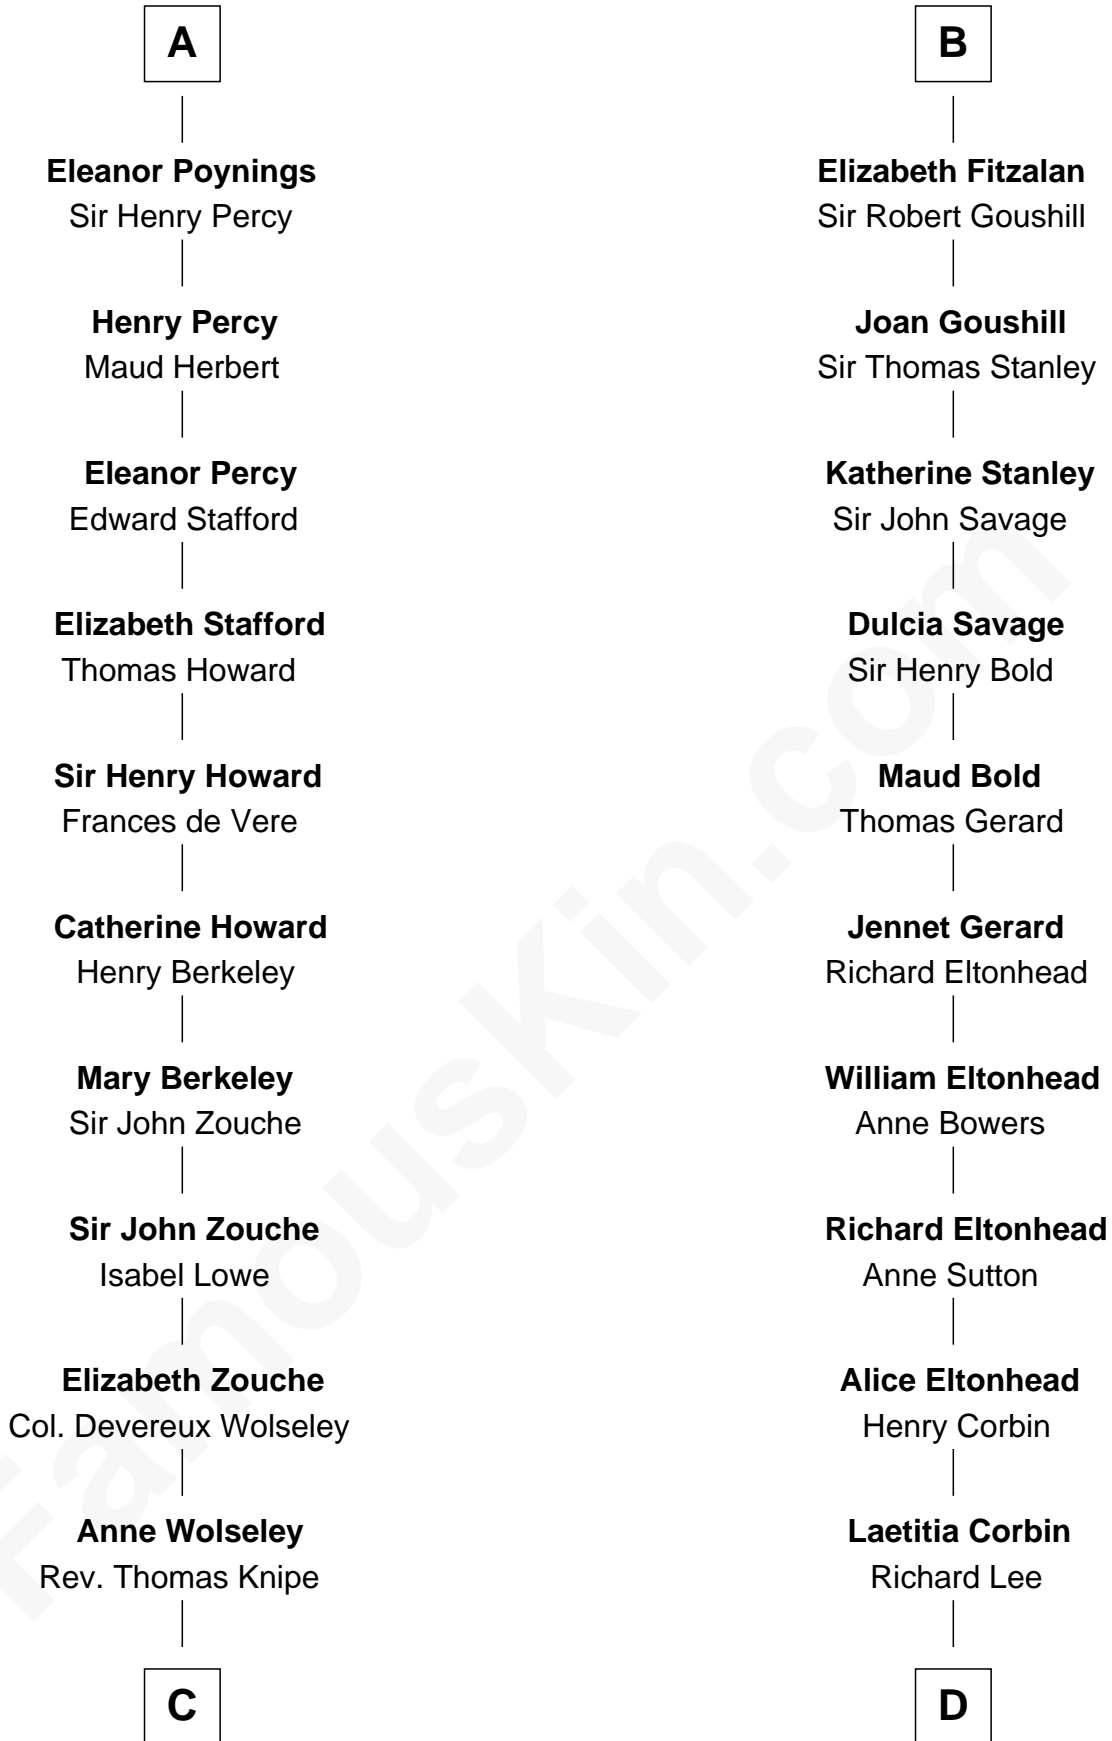 A
Eleanor Poynings
Sir Henry Percy
Henry Percy
Maud Herbert
Eleanor Percy
Edward Stafford
Elizabeth Stafford
Thomas Howard
Sir Henry Howard
Frances de Vere
Catherine Howard
Henry Berkeley
Mary Berkeley
Sir John Zouche
Sir John Zouche
Isabel Lowe
Elizabeth Zouche
Col. Devereux Wolseley
Anne Wolseley
Rev. Thomas Knipe
C
B
Elizabeth Fitzalan
Sir Robert Goushill
Joan Goushill
Sir Thomas Stanley
Katherine Stanley
Sir John Savage
Dulcia Savage
Sir Henry Bold
Maud Bold
Thomas Gerard
Jennet Gerard
Richard Eltonhead
William Eltonhead
Anne Bowers
Richard Eltonhead
Anne Sutton
Alice Eltonhead
Henry Corbin
Laetitia Corbin
Richard Lee
D
FamousKin.com